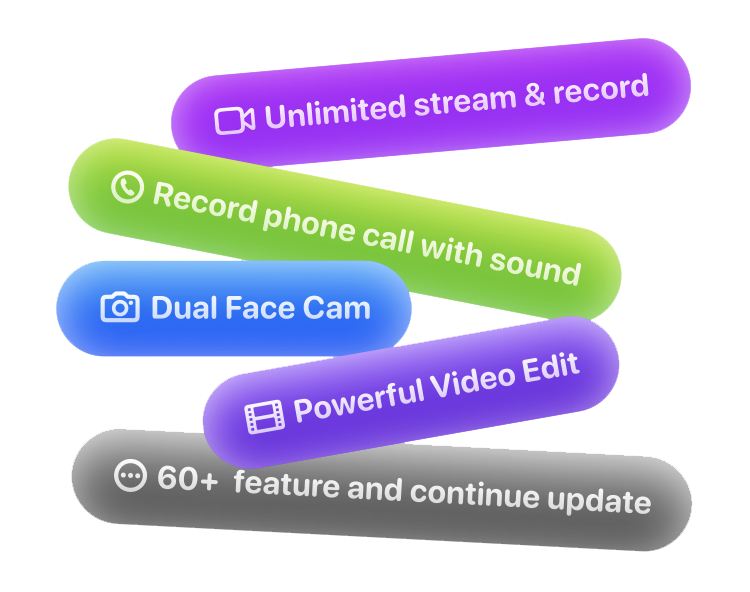 Unlimited stream & record
Record phone call with sound
Dual Face Cam
Powerful Video Edit
60+ feature and continue update